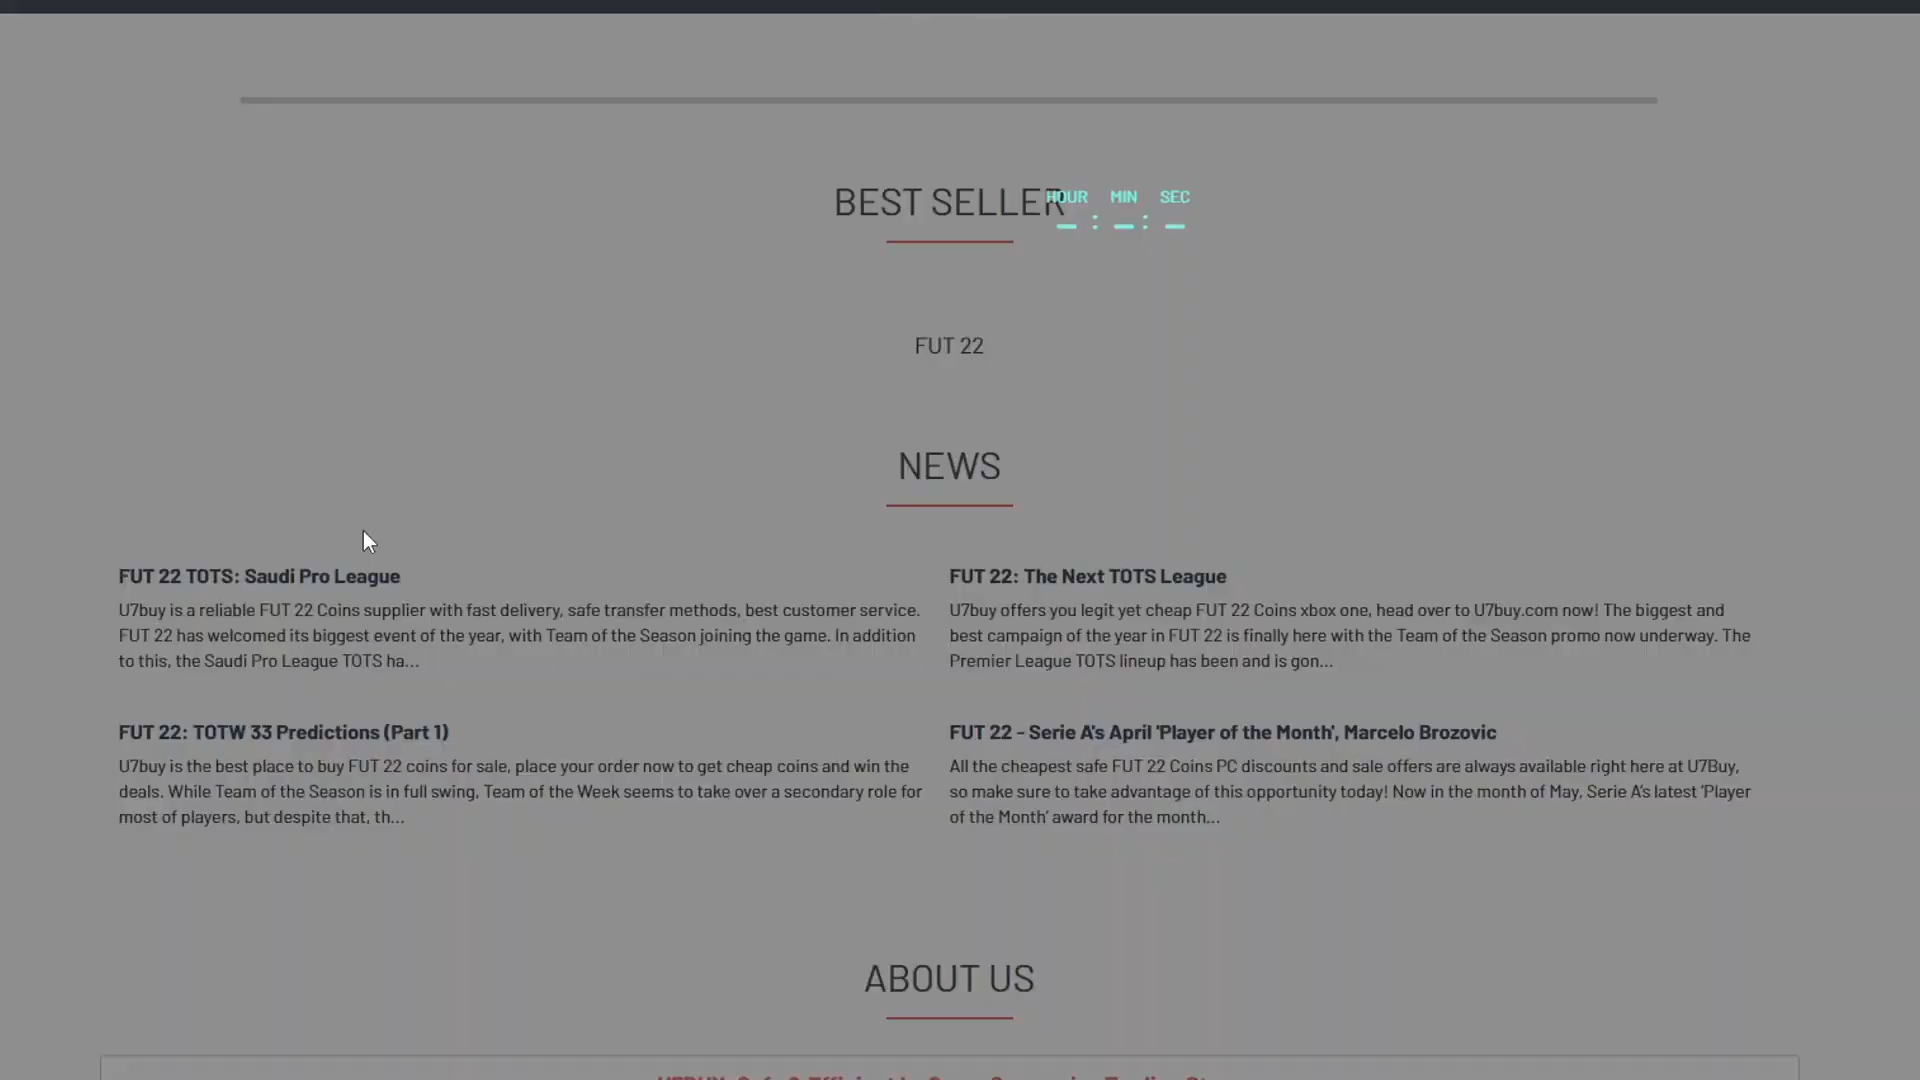 BEST SELLER
HOUR MIN SEC
– : – : –
FUT 22
NEWS
FUT 22 TOTS: Saudi Pro League
U7buy is a reliable FUT 22 Coins supplier with fast delivery, safe transfer methods, best customer service.
FUT 22 has welcomed its biggest event of the year, with Team of the Season joining the game. In addition
to this, the Saudi Pro League TOTS ha...
FUT 22: The Next TOTS League
U7buy offers you legit yet cheap FUT 22 Coins xbox one, head over to U7buy.com now! The biggest and
best campaign of the year in FUT 22 is finally here with the Team of the Season promo now underway. The
Premier League TOTS lineup has been and is gon...
FUT 22: TOTW 33 Predictions (Part 1)
U7buy is the best place to buy FUT 22 coins for sale, place your order now to get cheap coins and win the
deals. While Team of the Season is in full swing, Team of the Week seems to take over a secondary role for
most of players, but despite that, th...
FUT 22 - Serie A's April 'Player of the Month', Marcelo Brozovic
All the cheapest safe FUT 22 Coins PC discounts and sale offers are always available right here at U7Buy,
so make sure to take advantage of this opportunity today! Now in the month of May, Serie A's latest 'Player
of the Month' award for the month...
ABOUT US